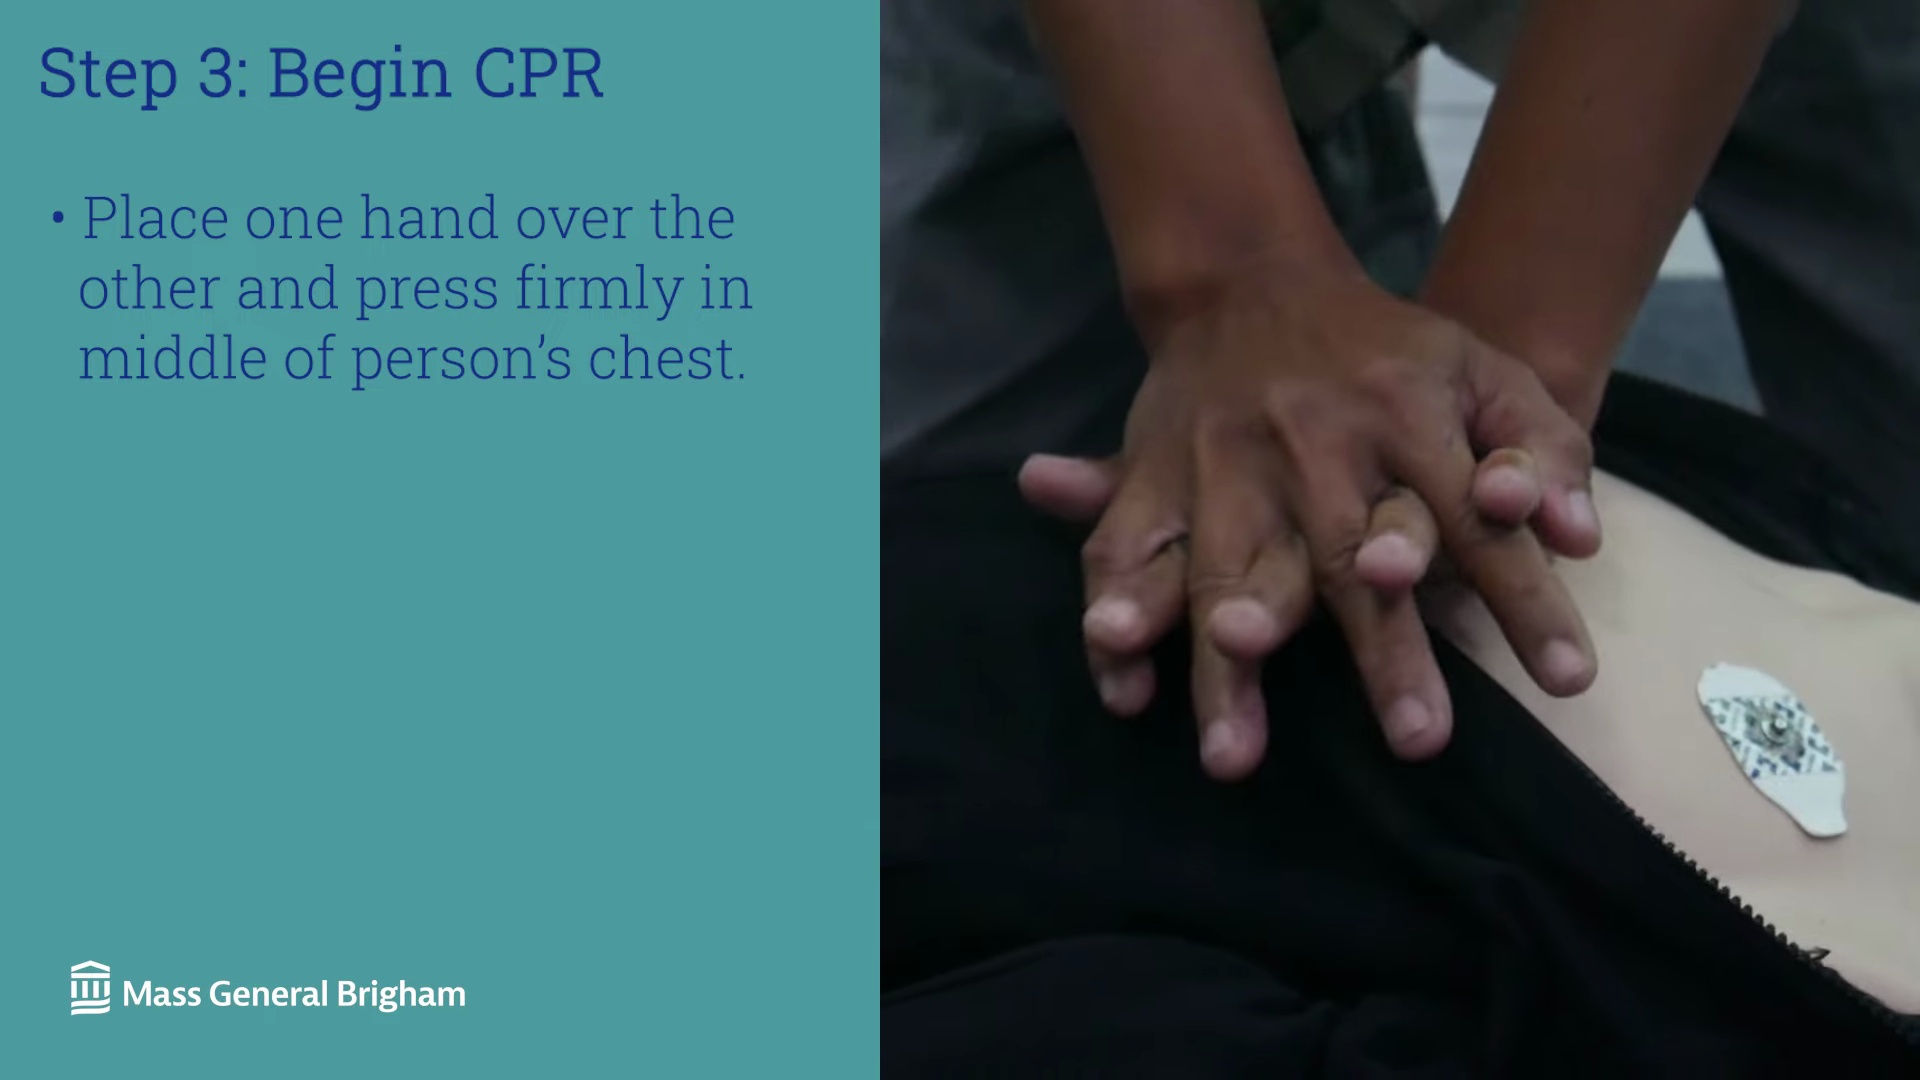 Step 3: Begin CPR
• Place one hand over the
other and press firmly in
middle of person’s chest.
Mass General Brigham